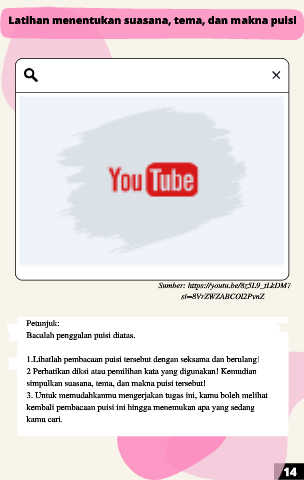 Latihan menentukan suasana, tema, dan makna puisi
YouTube
Sumber: https://youtu.be/8g5L9_zLkDM?
si=8VrZWZABCOI2PvnZ
Petunjuk:
Bacalah penggalan puisi diatas.
1.Lihatlah pembacaan puisi tersebut dengan seksama dan berulang!
2 Perhatikan diksi atau pemilihan kata yang digunakan! Kemudian
simpulkan suasana, tema, dan makna puisi tersebut!
3. Untuk memudahkanmu mengerjakan tugas ini, kamu boleh melihat
kembali pembacaan puisi ini hingga menemukan apa yang sedang
kamu cari.
14